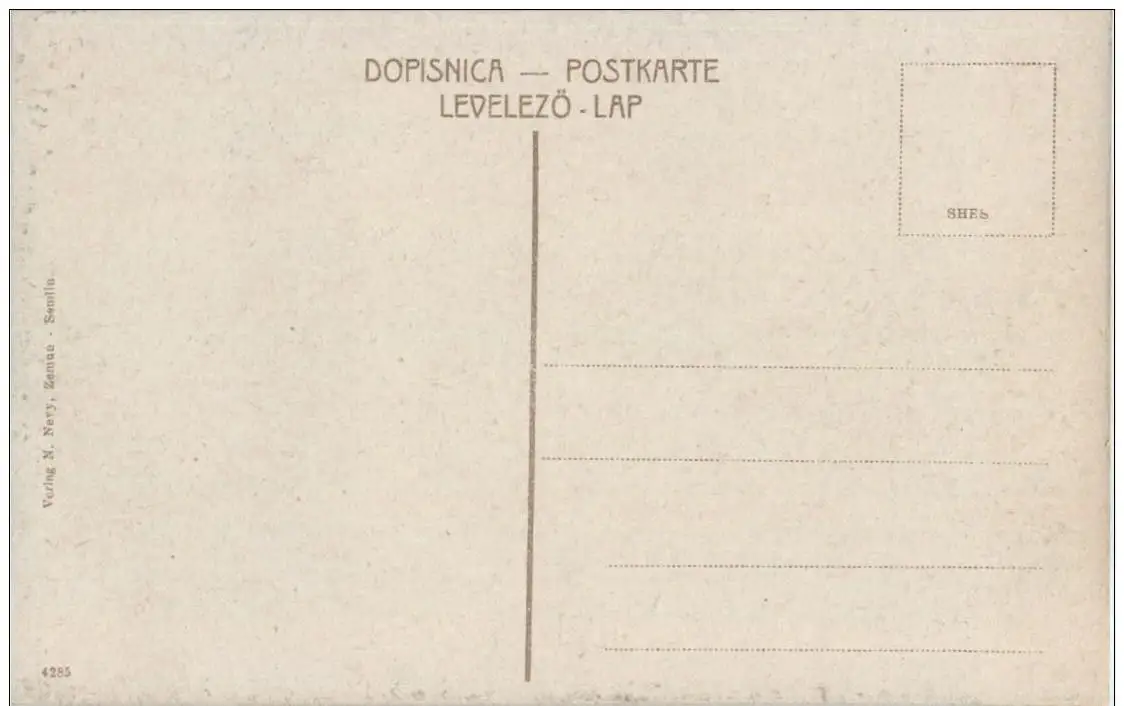 DOPISNICA — POSTKARTE
LEVELEZŐ - LAP
SHES
Verlag N. Nevy, Zemun - Semlin
4285